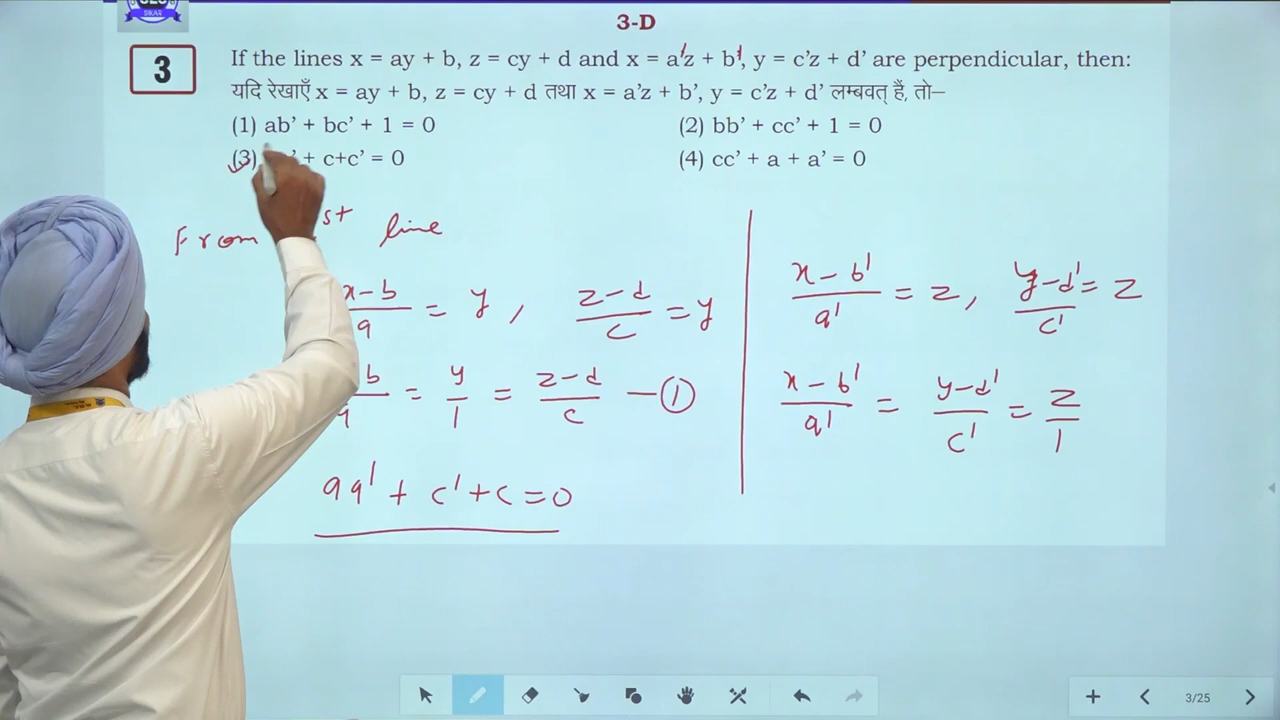 SIKAR
3-D
3
If the lines x = ay + b, z = cy + d and x = a'z + b', y = c'z + d' are perpendicular, then:
यदि रेखाएँ x = ay + b, z = cy + d तथा x = a'z + b', y = c'z + d' लम्बवत् हैं, तो–
(1) ab' + bc' + 1 = 0
(2) bb' + cc' + 1 = 0
(3) + c+c' = 0
(4) cc' + a + a' = 0
From st line
x-b/a = y, z-d/c = y
b = y/1 = z-d/c — ①
aa' + c' + c = 0
x-b'/a' = z, y-d'/c' = z
x-b'/a' = y-d'/c' = z/1
3/25